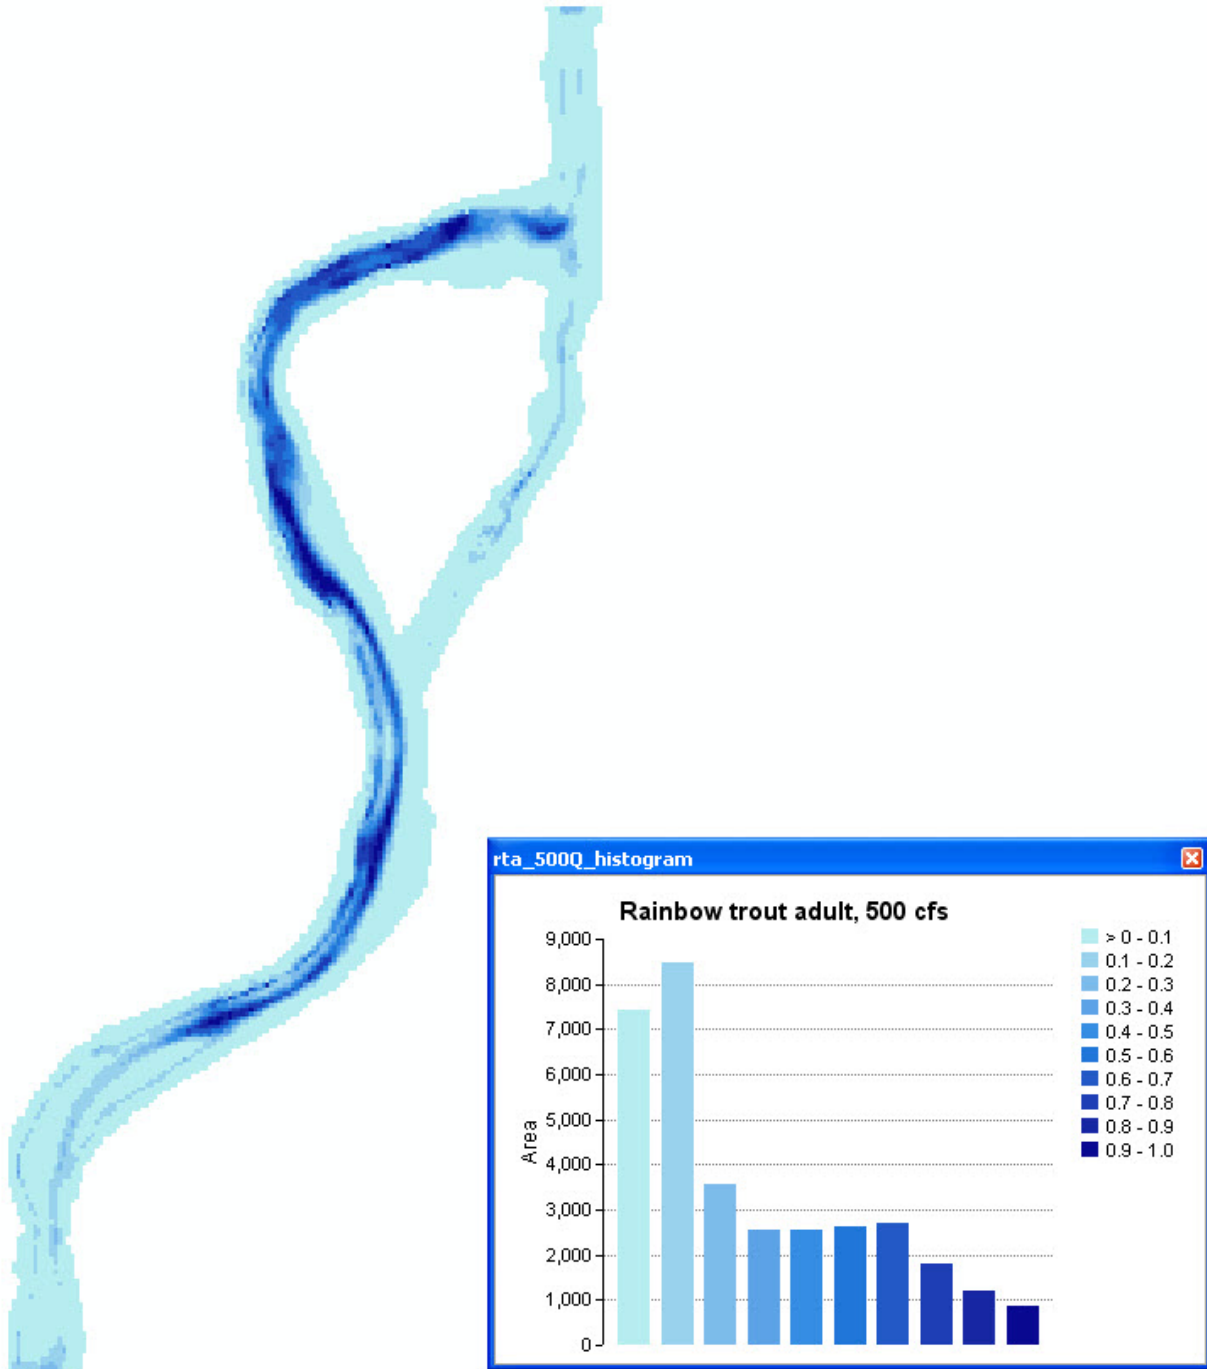 rta_500Q_histogram
Rainbow trout adult, 500 cfs
Area
9,000
8,000
7,000
6,000
5,000
4,000
3,000
2,000
1,000
0
> 0 - 0.1
0.1 - 0.2
0.2 - 0.3
0.3 - 0.4
0.4 - 0.5
0.5 - 0.6
0.6 - 0.7
0.7 - 0.8
0.8 - 0.9
0.9 - 1.0